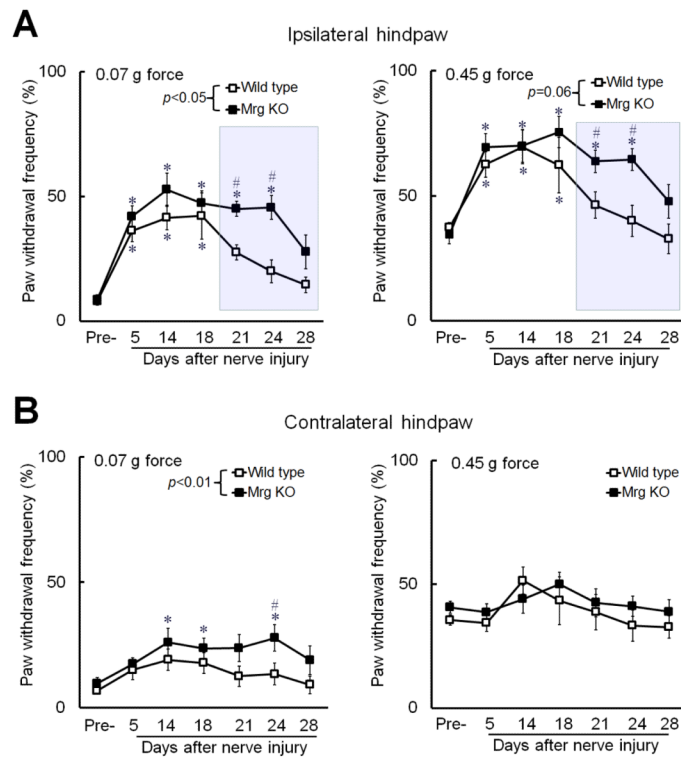 A
Ipsilateral hindpaw
Paw withdrawal frequency (%)
100
50
0
0.07 g force
p<0.05
Wild type
Mrg KO
* * * # * # *
* * *
Pre- 5 14 18 21 24 28
Days after nerve injury
Paw withdrawal frequency (%)
100
50
0
0.45 g force
p=0.06
Wild type
Mrg KO
* * * # * # *
* * *
Pre- 5 14 18 21 24 28
Days after nerve injury
B
Contralateral hindpaw
Paw withdrawal frequency (%)
100
50
0
0.07 g force
p<0.01
Wild type
Mrg KO
* * # *
Pre- 5 14 18 21 24 28
Days after nerve injury
Paw withdrawal frequency (%)
100
50
0
0.45 g force
Wild type
Mrg KO
Pre- 5 14 18 21 24 28
Days after nerve injury